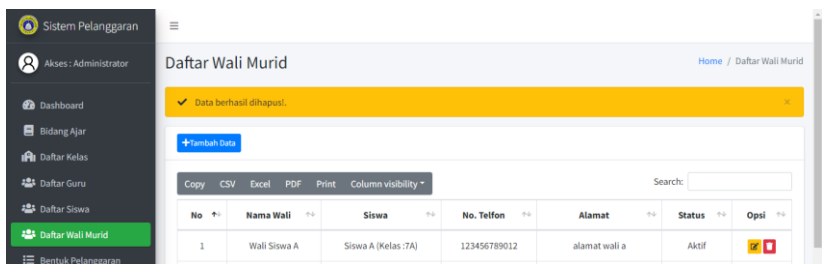 Sistem Pelanggaran
Akses : Administrator
Dashboard
Bidang Ajar
Daftar Kelas
Daftar Guru
Daftar Siswa
Daftar Wali Murid
Bentuk Pelanggaran
Daftar Wali Murid
Home / Daftar Wali Murid
Data berhasil dihapus!.
×
+Tambah Data
Copy CSV Excel PDF Print Column visibility
Search:
No Nama Wali Siswa No. Telfon Alamat Status Opsi
1 Wali Siswa A Siswa A (Kelas :7A) 123456789012 alamat wali a Aktif